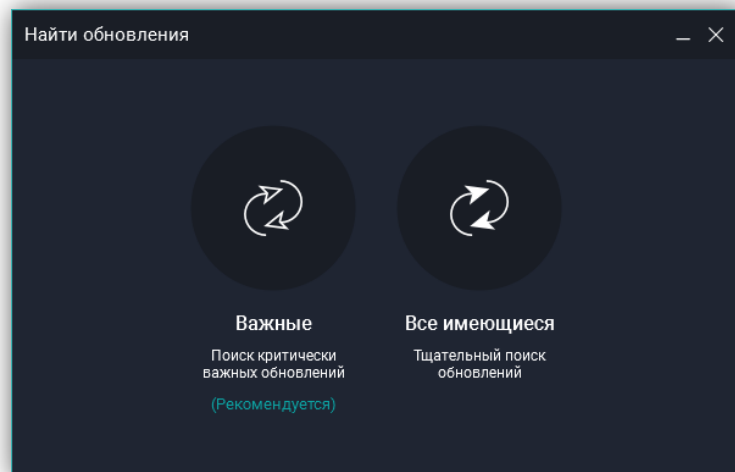 Найти обновления
Важные
Все имеющиеся
Поиск критически
важных обновлений
Тщательный поиск
обновлений
(Рекомендуется)